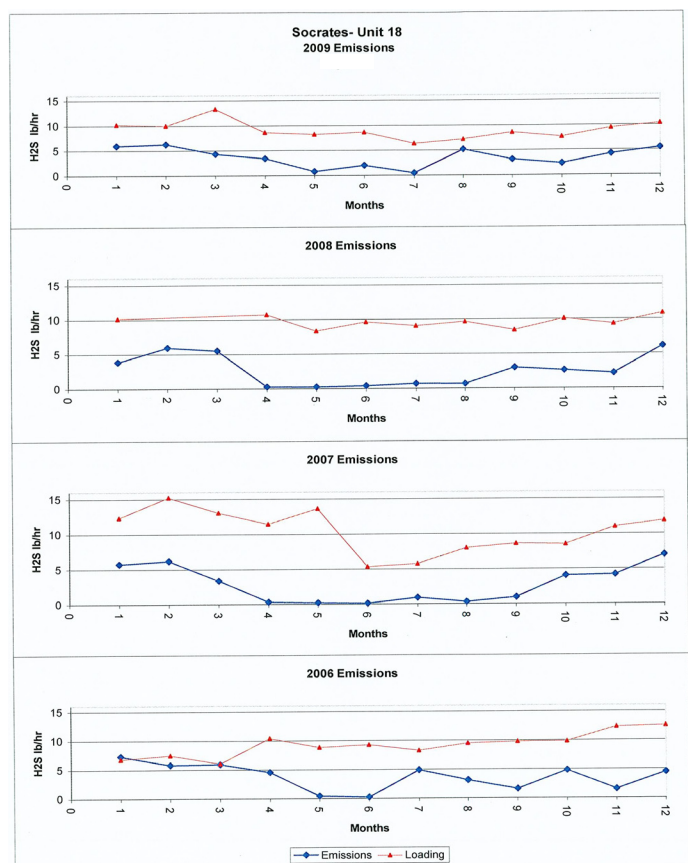 Socrates- Unit 18
2009 Emissions
H2S lb/hr
15
10
5
0
0 1 2 3 4 5 6 7 8 9 10 11 12
Months
2008 Emissions
H2S lb/hr
15
10
5
0
0 1 2 3 4 5 6 7 8 9 10 11 12
Months
2007 Emissions
H2S lb/hr
15
10
5
0
0 1 2 3 4 5 6 7 8 9 10 11 12
Months
2006 Emissions
H2S lb/hr
15
10
5
0
0 1 2 3 4 5 6 7 8 9 10 11 12
Months
Emissions Loading